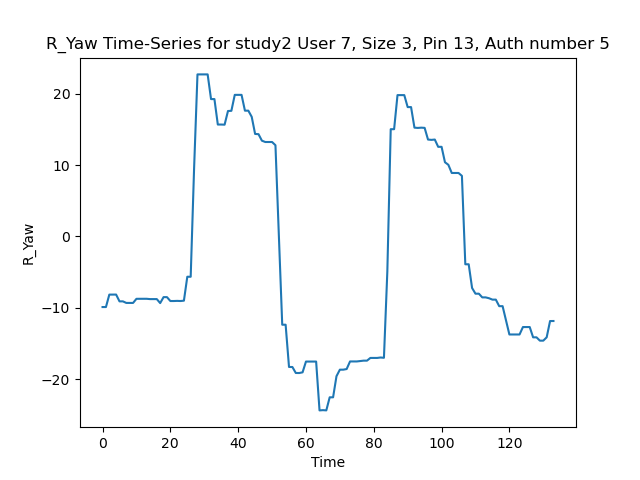 R_Yaw Time-Series for study2 User 7, Size 3, Pin 13, Auth number 5
R_Yaw
20
10
0
−10
−20
0 20 40 60 80 100 120
Time